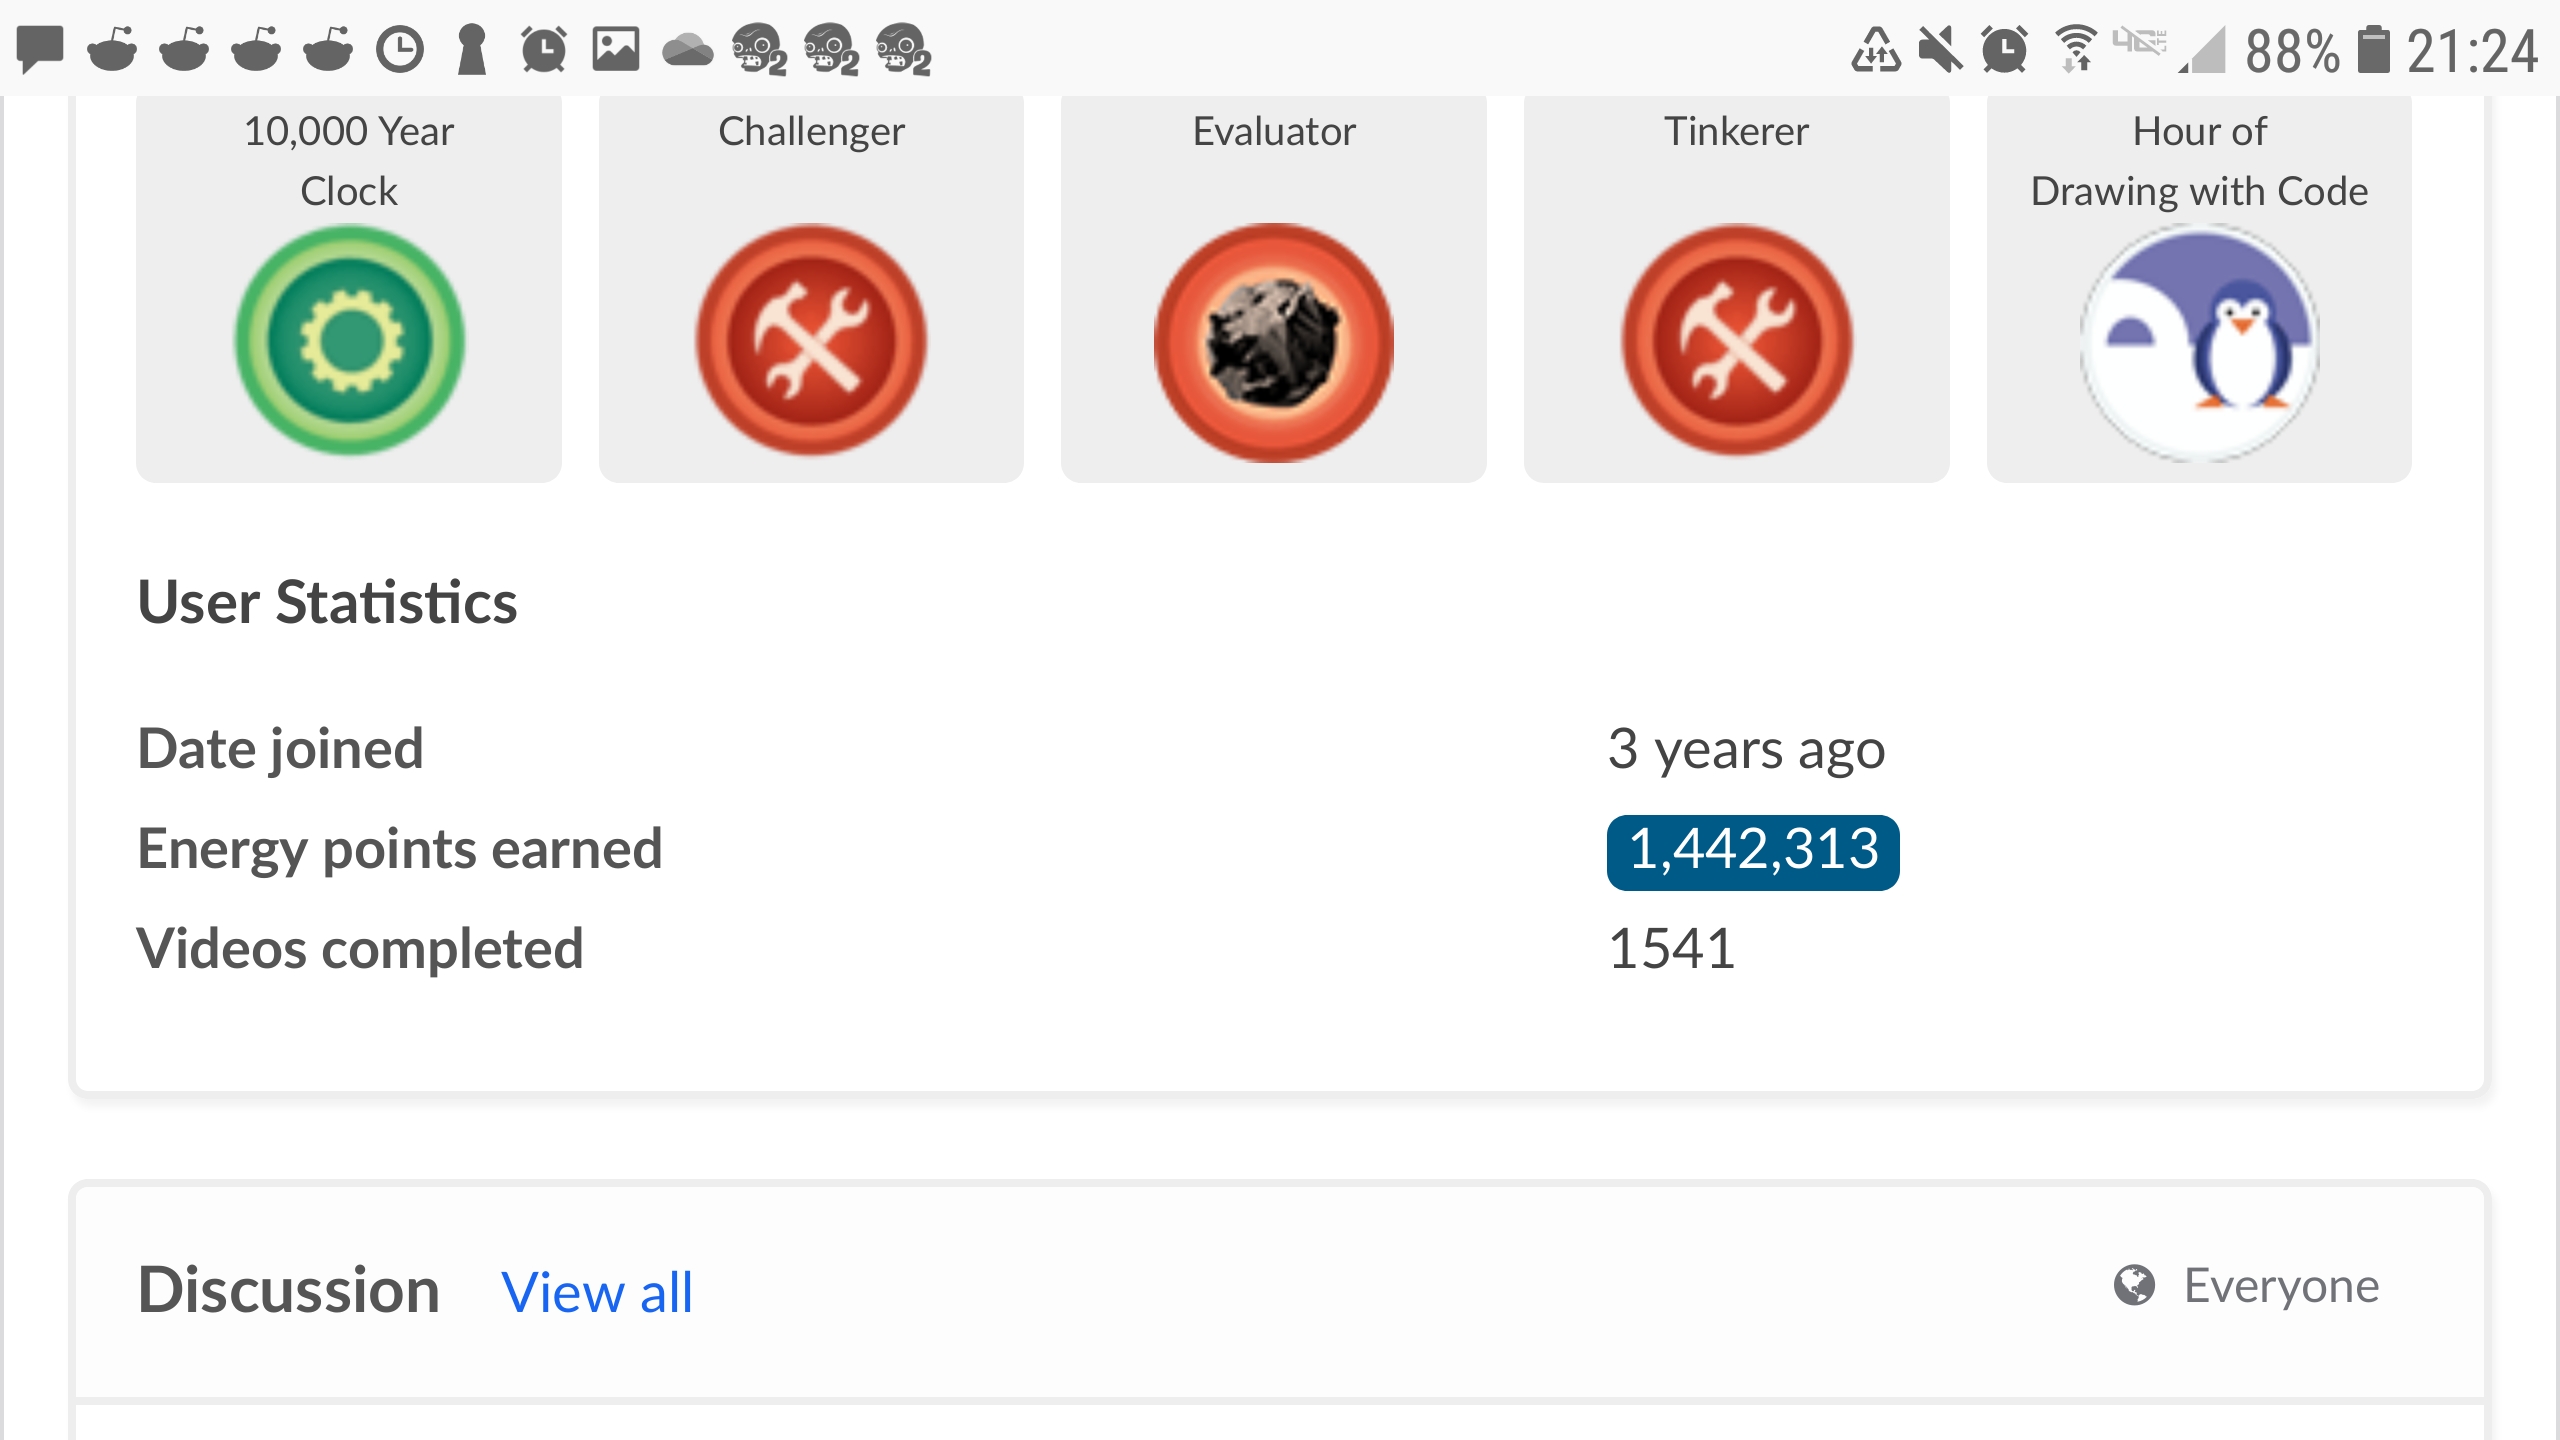 88% 21:24
10,000 Year
Clock
Challenger
Evaluator
Tinkerer
Hour of
Drawing with Code
User Statistics
Date joined 3 years ago
Energy points earned 1,442,313
Videos completed 1541
Discussion View all Everyone